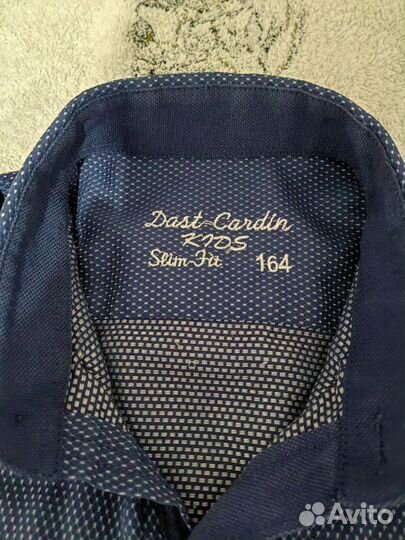 Dast Cardin
KIDS
Slim Fit 164
Avito